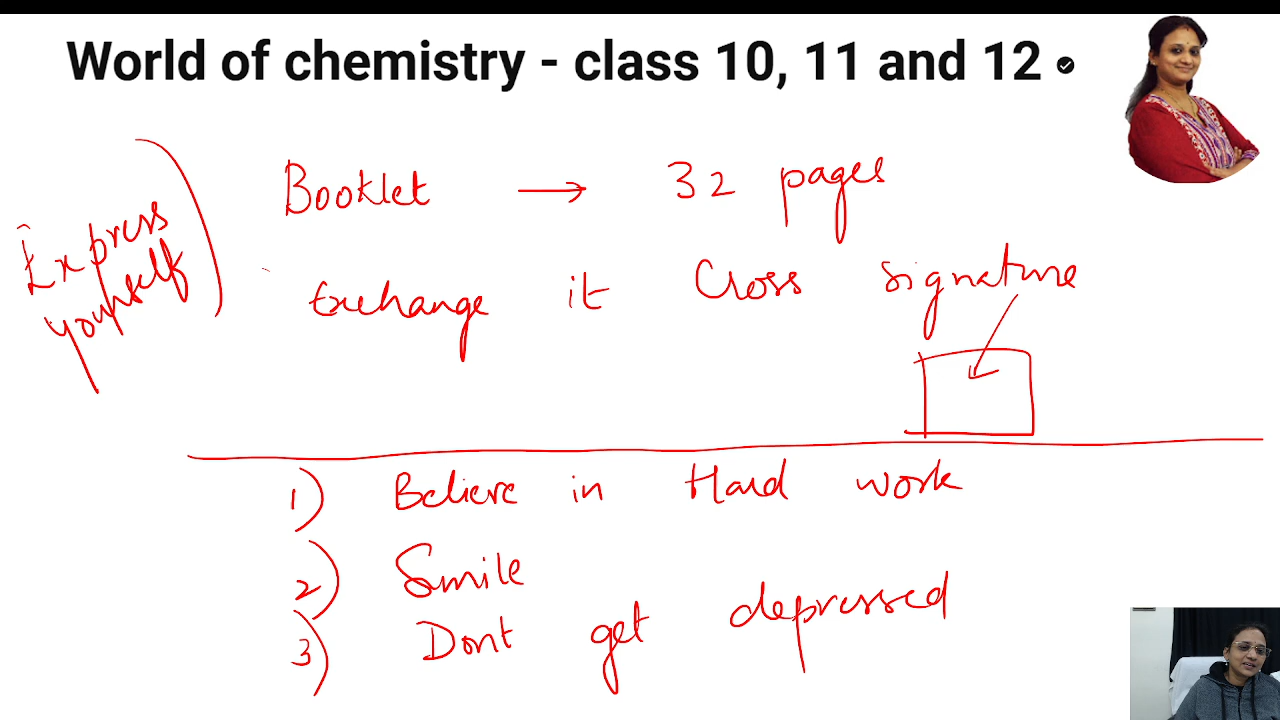 World of chemistry - class 10, 11 and 12
Express
yourself
Booklet → 32 pages
Exchange it Cross signature
1) Believe in Hard work
2) Smile
3) Dont get depressed